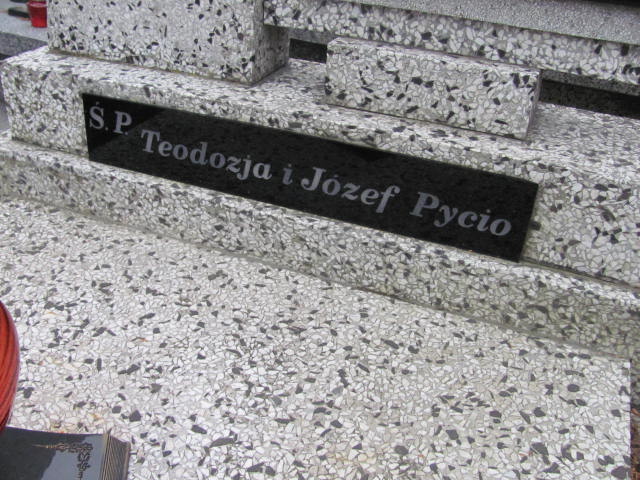 Ś.P. Teodozja i Józef Pycio